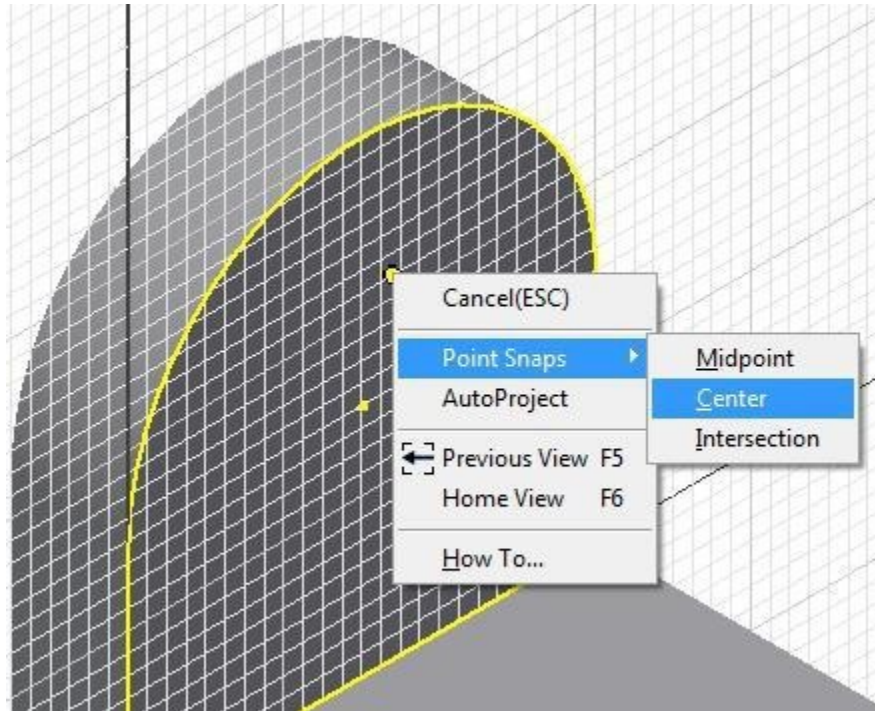 Cancel(ESC)
Point Snaps
AutoProject
Previous View F5
Home View F6
How To...
Midpoint
Center
Intersection